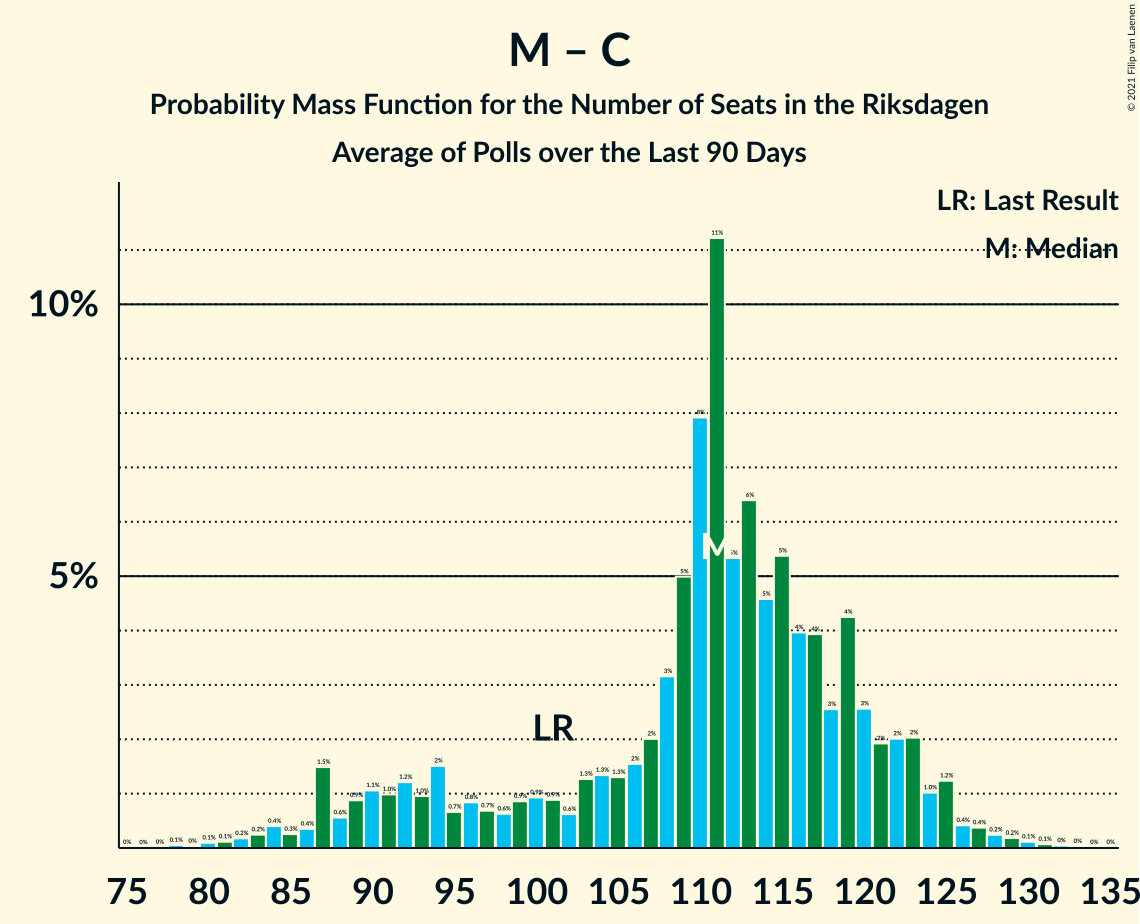 M – C
Probability Mass Function for the Number of Seats in the Riksdagen
Average of Polls over the Last 90 Days
© 2021 Filip van Laenen
LR: Last Result
M: Median
10%
5%
LR
M
0% 0% 0% 0.1% 0% 0.1% 0.1% 0.2% 0.2% 0.4% 0.3% 0.4% 1.5% 0.6% 0.9% 1.1% 1.0% 1.2% 1.0% 2% 0.7% 0.8% 0.7% 0.6% 0.9% 0.9% 0.9% 0.6% 1.3% 1.3% 1.3% 2% 2% 3% 5% 8% 11% 5% 6% 5% 5% 4% 4% 3% 4% 3% 2% 2% 2% 1.0% 1.2% 0.4% 0.4% 0.2% 0.2% 0.1% 0.1% 0% 0% 0% 0%
75 80 85 90 95 100 105 110 115 120 125 130 135